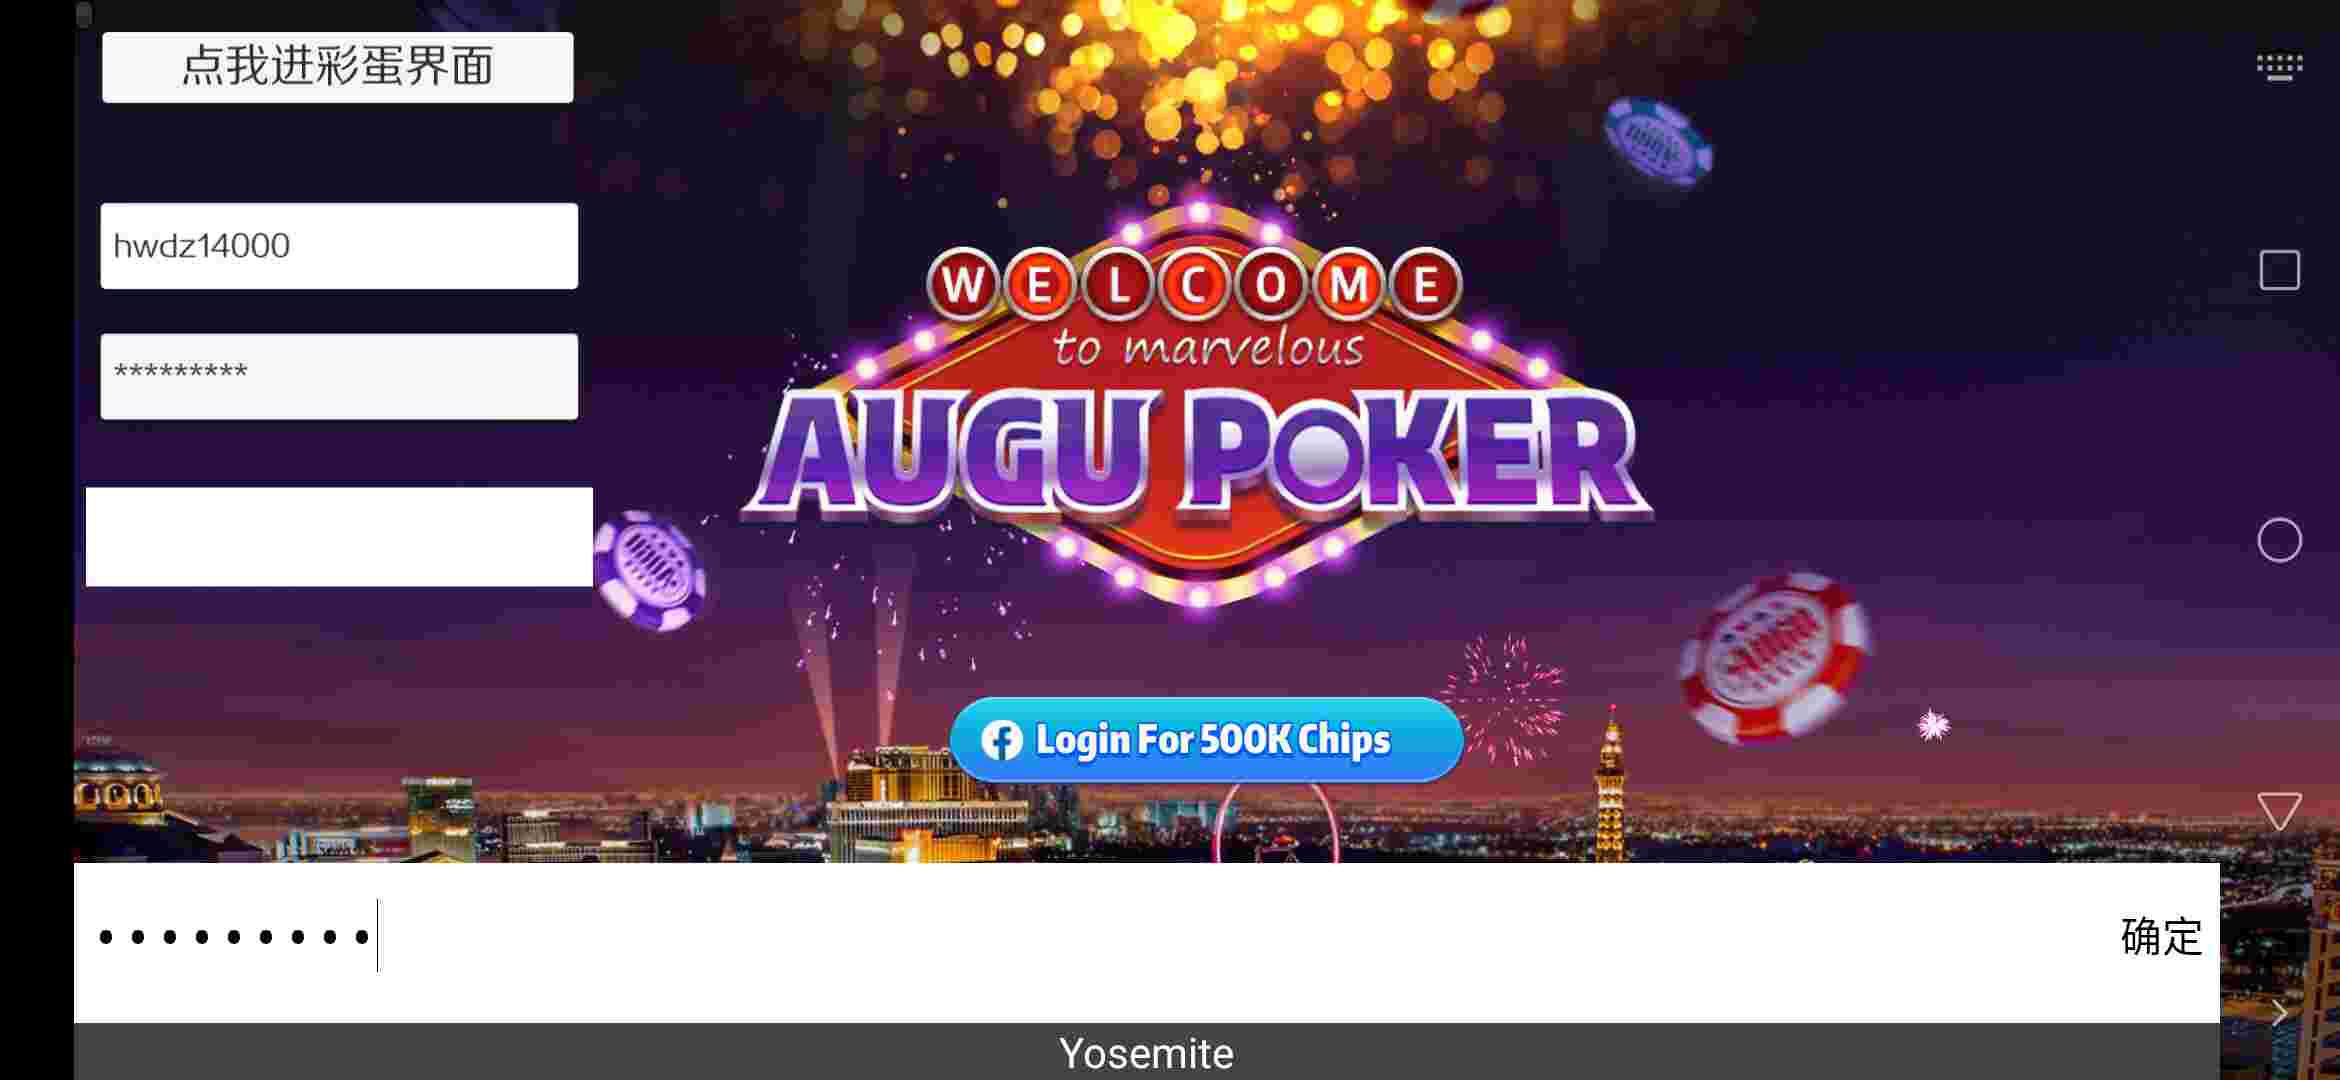 点我进彩蛋界面
hwdz14000
*********
WELCOME
to marvelous
AUGU POKER
Login For 500K Chips
•••••••••
确定
Yosemite